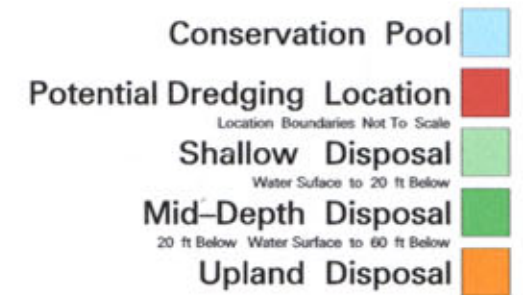 Conservation Pool
Potential Dredging Location
Location Boundaries Not To Scale
Shallow Disposal
Water Suface to 20 ft Below
Mid–Depth Disposal
20 ft Below Water Surface to 60 ft Below
Upland Disposal